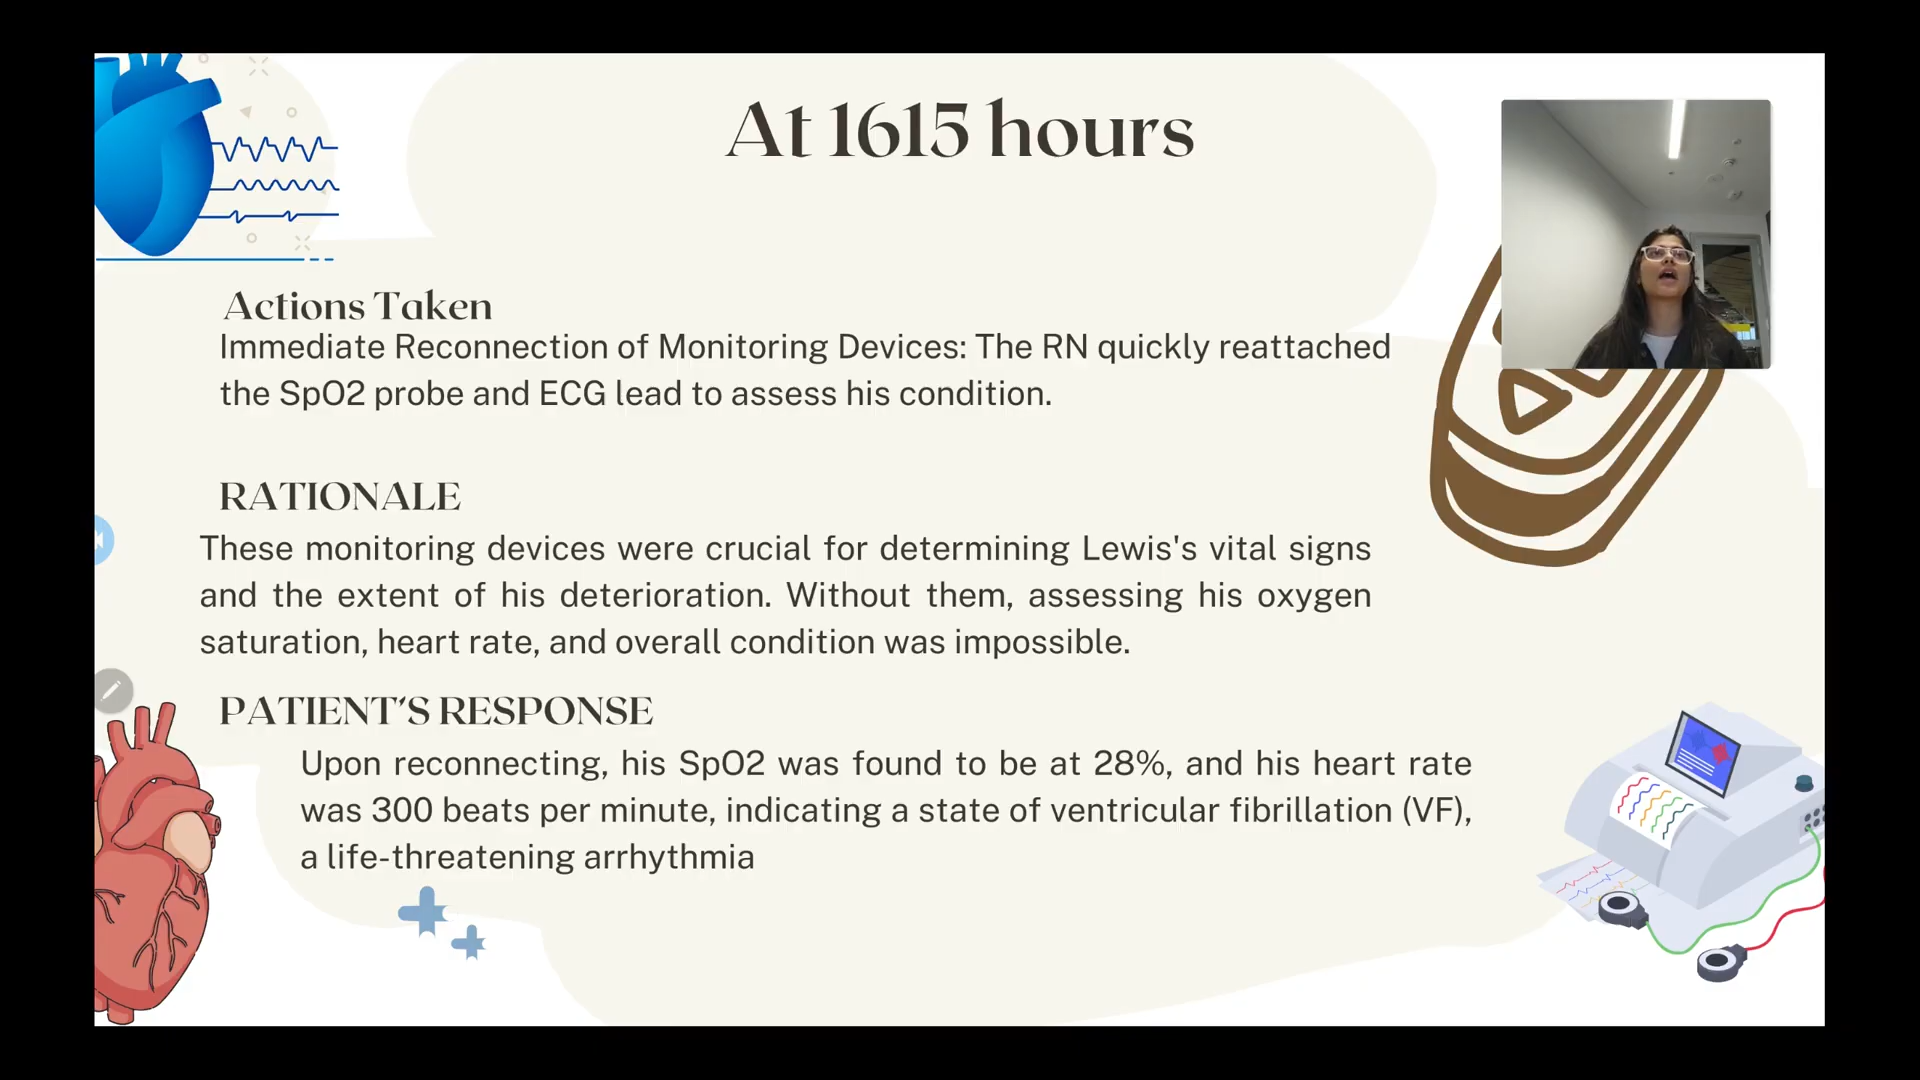 At 1615 hours
Actions Taken
Immediate Reconnection of Monitoring Devices: The RN quickly reattached
the SpO2 probe and ECG lead to assess his condition.
RATIONALE
These monitoring devices were crucial for determining Lewis's vital signs
and the extent of his deterioration. Without them, assessing his oxygen
saturation, heart rate, and overall condition was impossible.
PATIENT'S RESPONSE
Upon reconnecting, his SpO2 was found to be at 28%, and his heart rate
was 300 beats per minute, indicating a state of ventricular fibrillation (VF),
a life-threatening arrhythmia